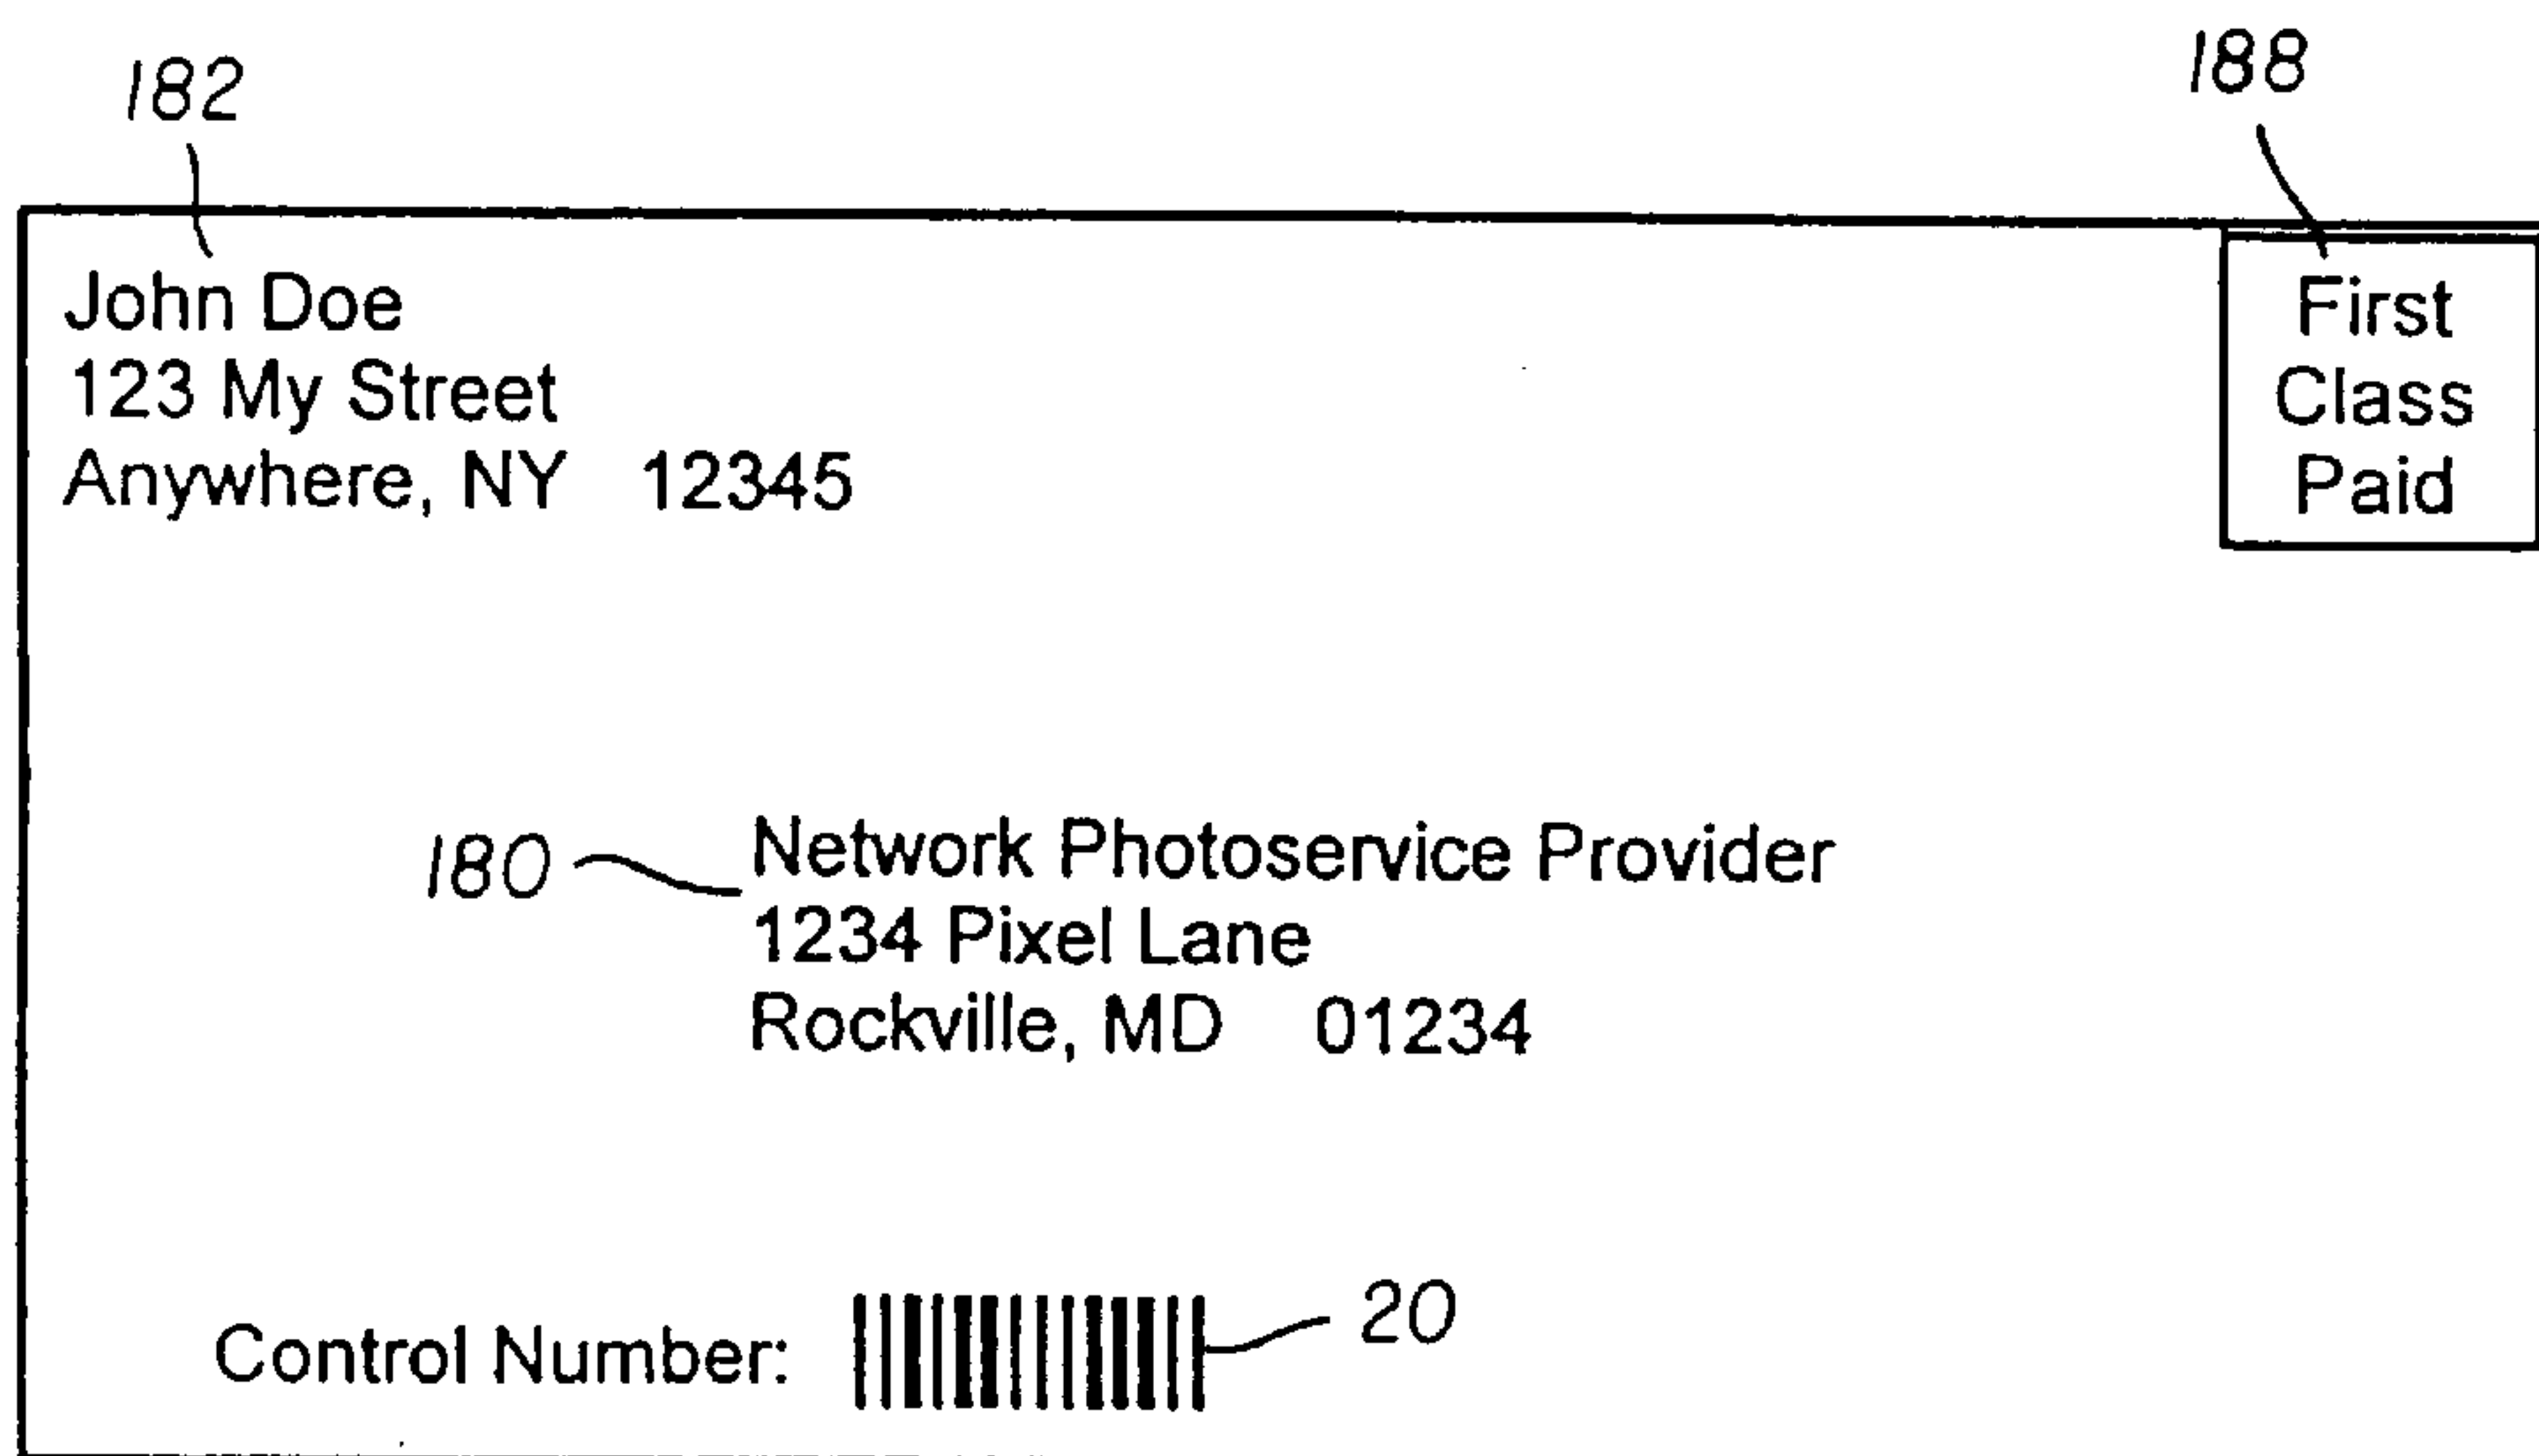 182
188
John Doe
123 My Street
Anywhere, NY 12345
First
Class
Paid
180
Network Photoservice Provider
1234 Pixel Lane
Rockville, MD 01234
Control Number:
20